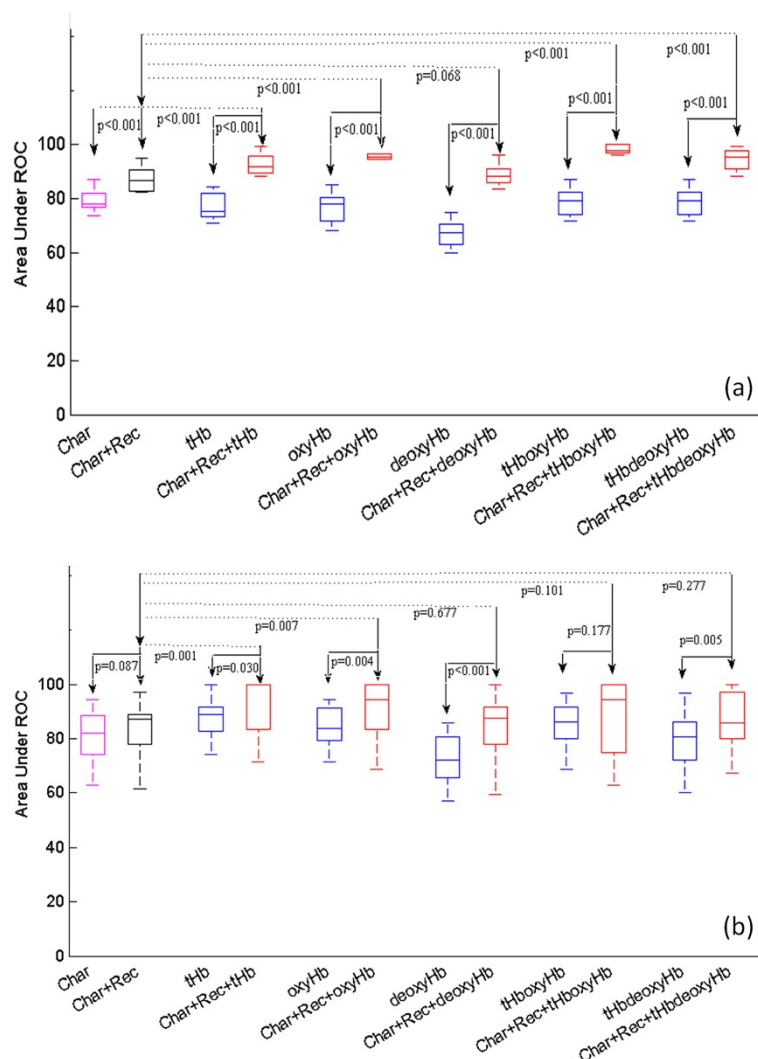 p<0.001
p<0.001
p=0.068
p<0.001
p<0.001
p<0.001
p<0.001
p<0.001
p<0.001
p<0.001
p<0.001
100
80
60
40
20
0
Area Under ROC
(a)
Char
Char+Rec
tHb
Char+Rec+tHb
oxyHb
Char+Rec+oxyHb
deoxyHb
Char+Rec+deoxyHb
tHboxyHb
Char+Rec+tHboxyHb
tHbdeoxyHb
Char+Rec+tHbdeoxyHb
p=0.277
p=0.101
p=0.677
p=0.007
p=0.177
p=0.087
p=0.001
p=0.030
p=0.004
p<0.001
p=0.005
100
80
60
40
20
0
Area Under ROC
(b)
Char
Char+Rec
tHb
Char+Rec+tHb
oxyHb
Char+Rec+oxyHb
deoxyHb
Char+Rec+deoxyHb
tHboxyHb
Char+Rec+tHboxyHb
tHbdeoxyHb
Char+Rec+tHbdeoxyHb